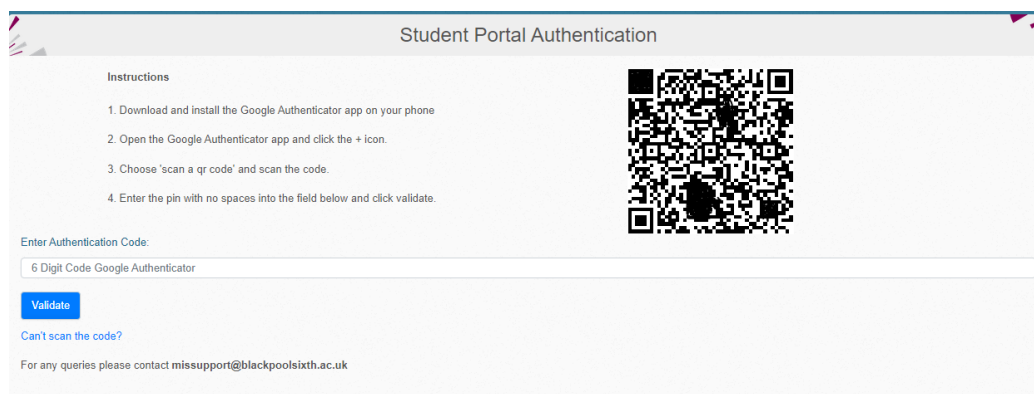 Student Portal Authentication
Instructions
1. Download and install the Google Authenticator app on your phone
2. Open the Google Authenticator app and click the + icon.
3. Choose 'scan a qr code' and scan the code.
4. Enter the pin with no spaces into the field below and click validate.
Enter Authentication Code:
6 Digit Code Google Authenticator
Validate
Can't scan the code?
For any queries please contact missupport@blackpoolsixth.ac.uk